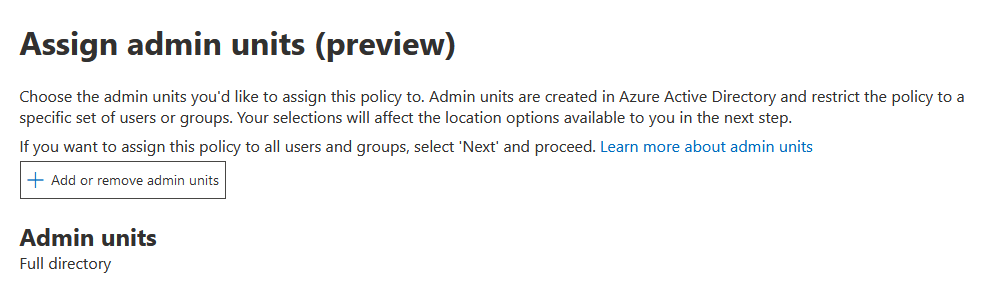 Assign admin units (preview)
Choose the admin units you'd like to assign this policy to. Admin units are created in Azure Active Directory and restrict the policy to a
specific set of users or groups. Your selections will affect the location options available to you in the next step.
If you want to assign this policy to all users and groups, select 'Next' and proceed. Learn more about admin units
+ Add or remove admin units
Admin units
Full directory